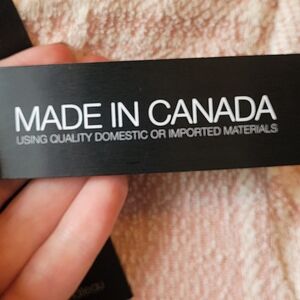 MADE IN CANADA
USING QUALITY DOMESTIC OR IMPORTED MATERIALS